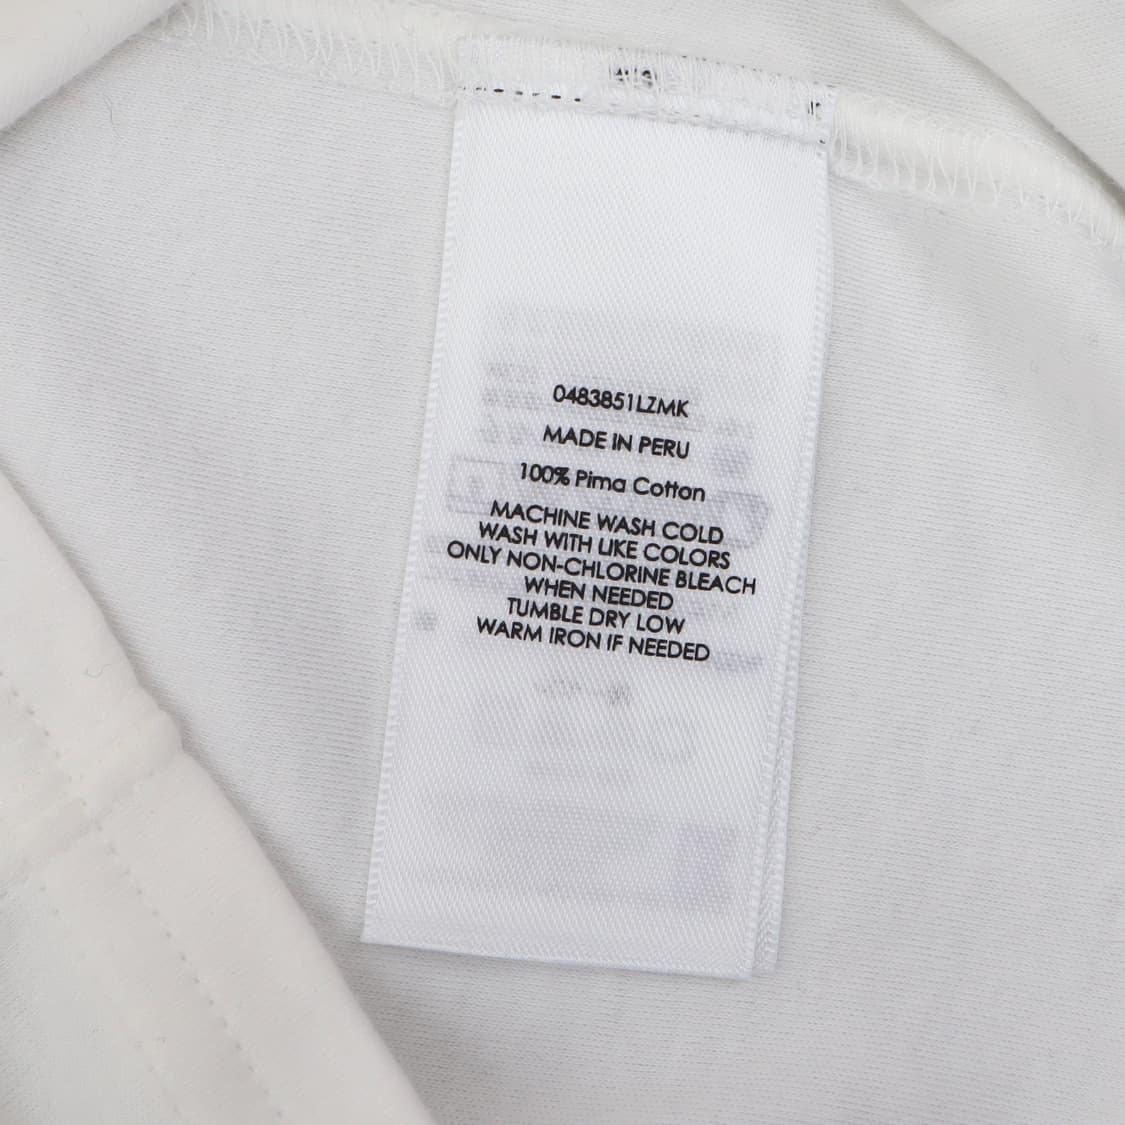 0483851LZMK
MADE IN PERU
100% Pima Cotton
MACHINE WASH COLD
WASH WITH LIKE COLORS
ONLY NON-CHLORINE BLEACH
WHEN NEEDED
TUMBLE DRY LOW
WARM IRON IF NEEDED